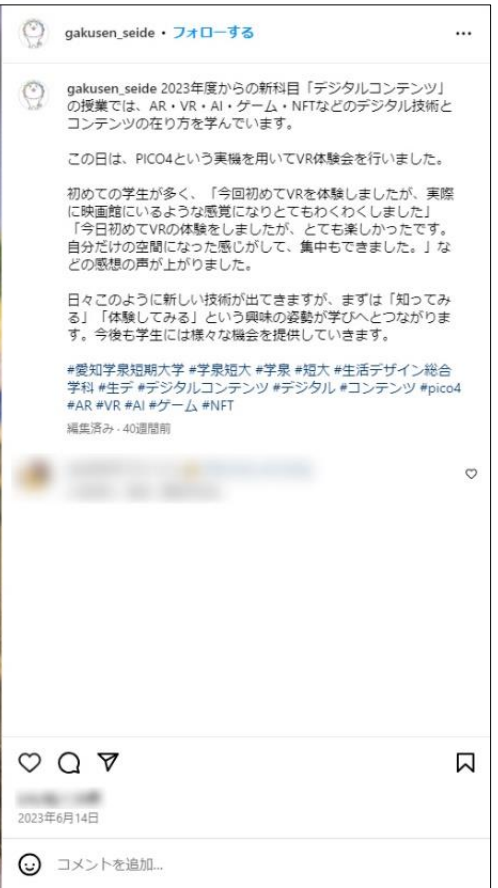 gakusen_seide • フォローする
gakusen_seide 2023年度からの新科目「デジタルコンテンツ」
の授業では、AR・VR・AI・ゲーム・NFTなどのデジタル技術と
コンテンツの在り方を学んでいます。
この日は、PICO4という実機を用いてVR体験会を行いました。
初めての学生が多く、「今回初めてVRを体験しましたが、実際
に映画館にいるような感覚になりとてもわくわくしました」
「今日初めてVRの体験をしましたが、とても楽しかったです。
自分だけの空間になった感じがして、集中もできました。」な
どの感想の声が上がりました。
日々このように新しい技術が出てきますが、まずは「知ってみ
る」「体験してみる」という興味の姿勢が学びへとつながりま
す。今後も学生には様々な機会を提供していきます。
#愛知学泉短期大学 #学泉短大 #学泉 #短大 #生活デザイン総合
学科 #生デ #デジタルコンテンツ #デジタル #コンテンツ #pico4
#AR #VR #AI #ゲーム #NFT
編集済み・40週間前
2023年6月14日
コメントを追加...